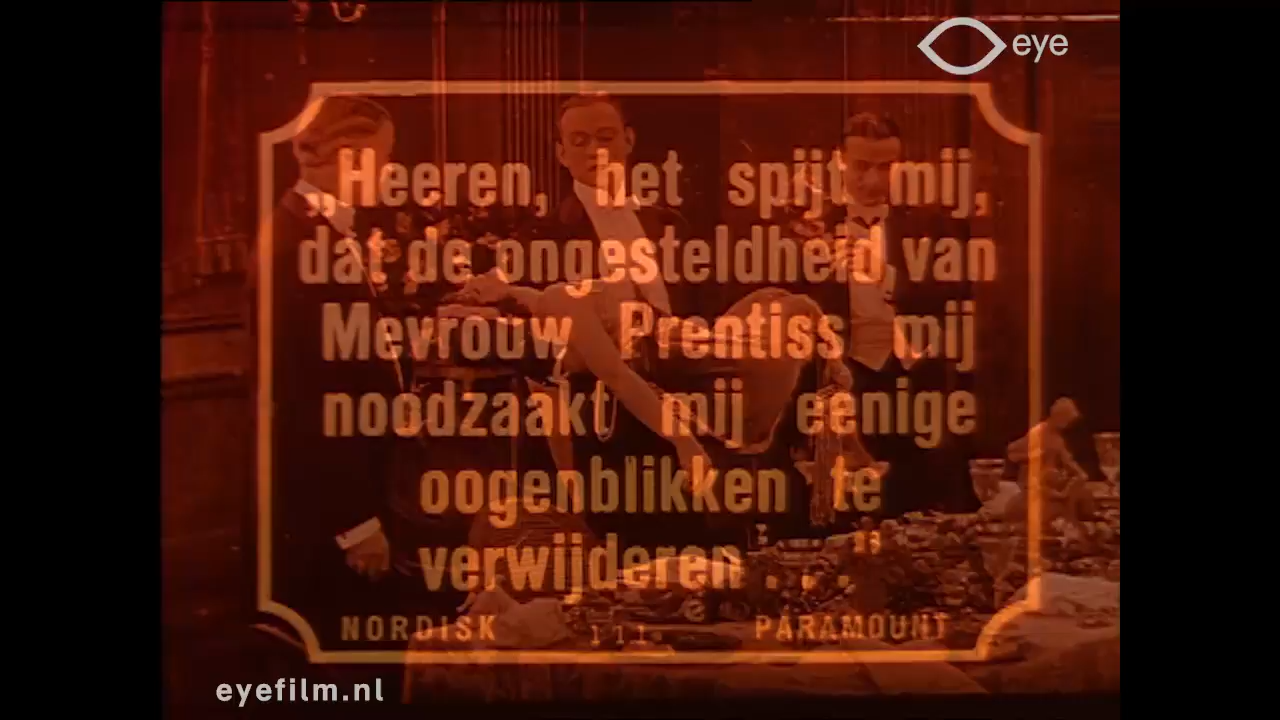 eye
„Heeren, het spijt mij,
dat de ongesteldheid van
Mevrouw Prentiss mij
noodzaakt mij eenige
oogenblikken te
verwijderen . . ."
NORDISK 111 PARAMOUNT
eyefilm.nl